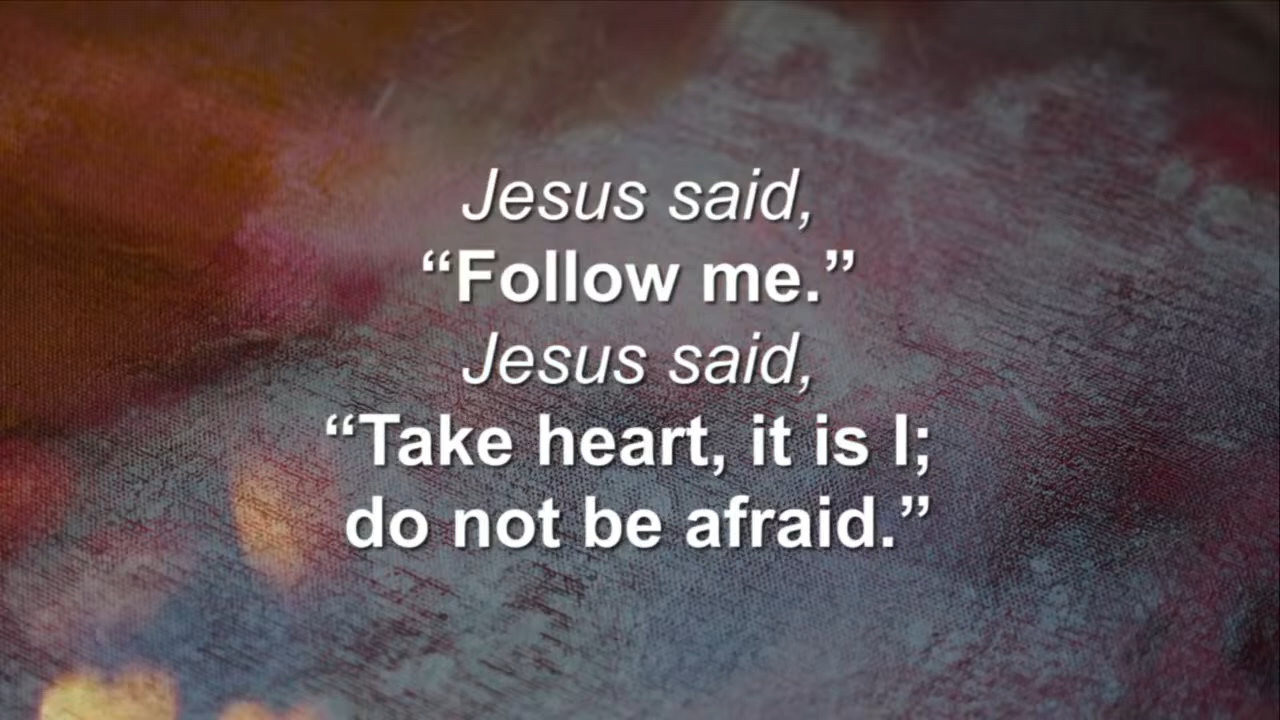 Jesus said,
“Follow me.”
Jesus said,
“Take heart, it is I;
do not be afraid.”